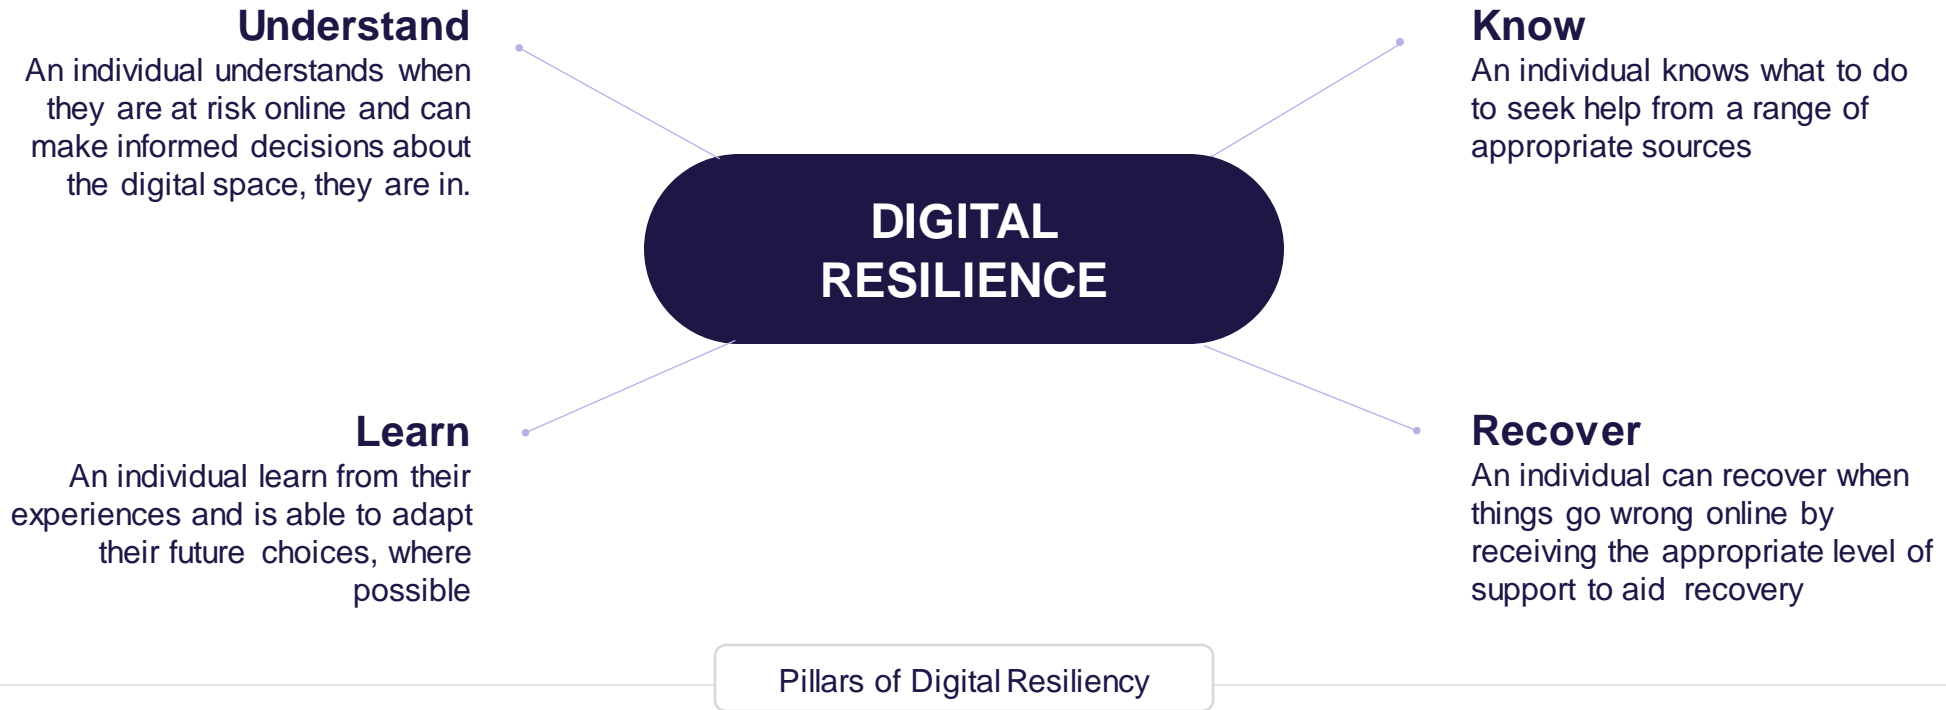 Understand
An individual understands when
they are at risk online and can
make informed decisions about
the digital space, they are in.
Know
An individual knows what to do
to seek help from a range of
appropriate sources
DIGITAL
RESILIENCE
Learn
An individual learn from their
experiences and is able to adapt
their future choices, where
possible
Recover
An individual can recover when
things go wrong online by
receiving the appropriate level of
support to aid recovery
Pillars of Digital Resiliency